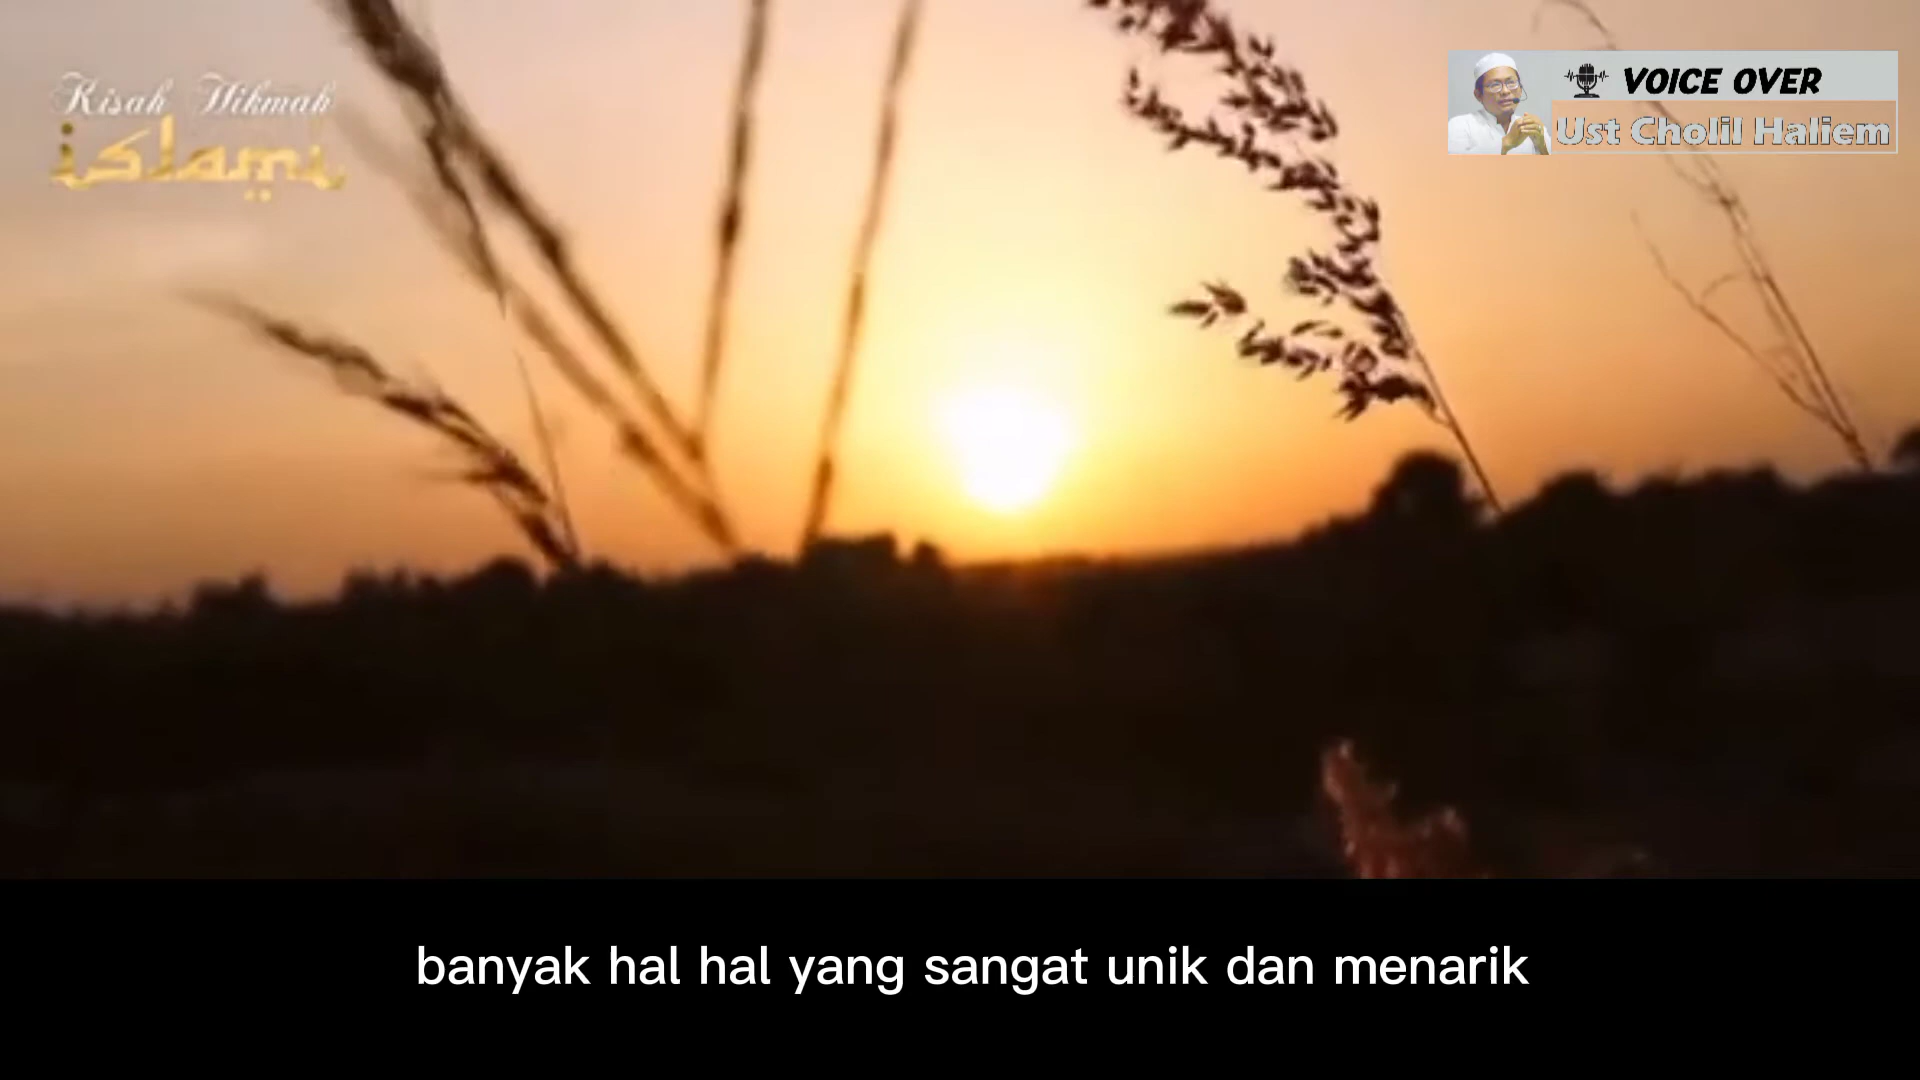 Kisah Hikmah
islami
VOICE OVER
Ust Cholil Haliem
banyak hal hal yang sangat unik dan menarik